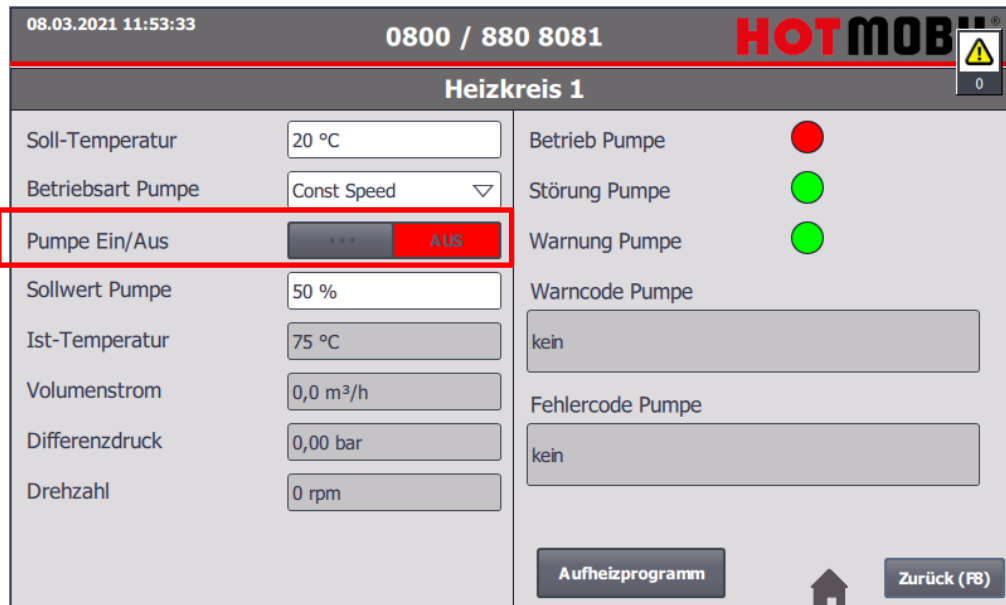 08.03.2021 11:53:33
0800 / 880 8081
Heizkreis 1
0
Soll-Temperatur 20 °C
Betriebsart Pumpe Const Speed
Pumpe Ein/Aus AUS
Sollwert Pumpe 50 %
Ist-Temperatur 75 °C
Volumenstrom 0,0 m³/h
Differenzdruck 0,00 bar
Drehzahl 0 rpm
Betrieb Pumpe
Störung Pumpe
Warnung Pumpe
Warncode Pumpe
kein
Fehlercode Pumpe
kein
Aufheizprogramm
Zurück (F8)